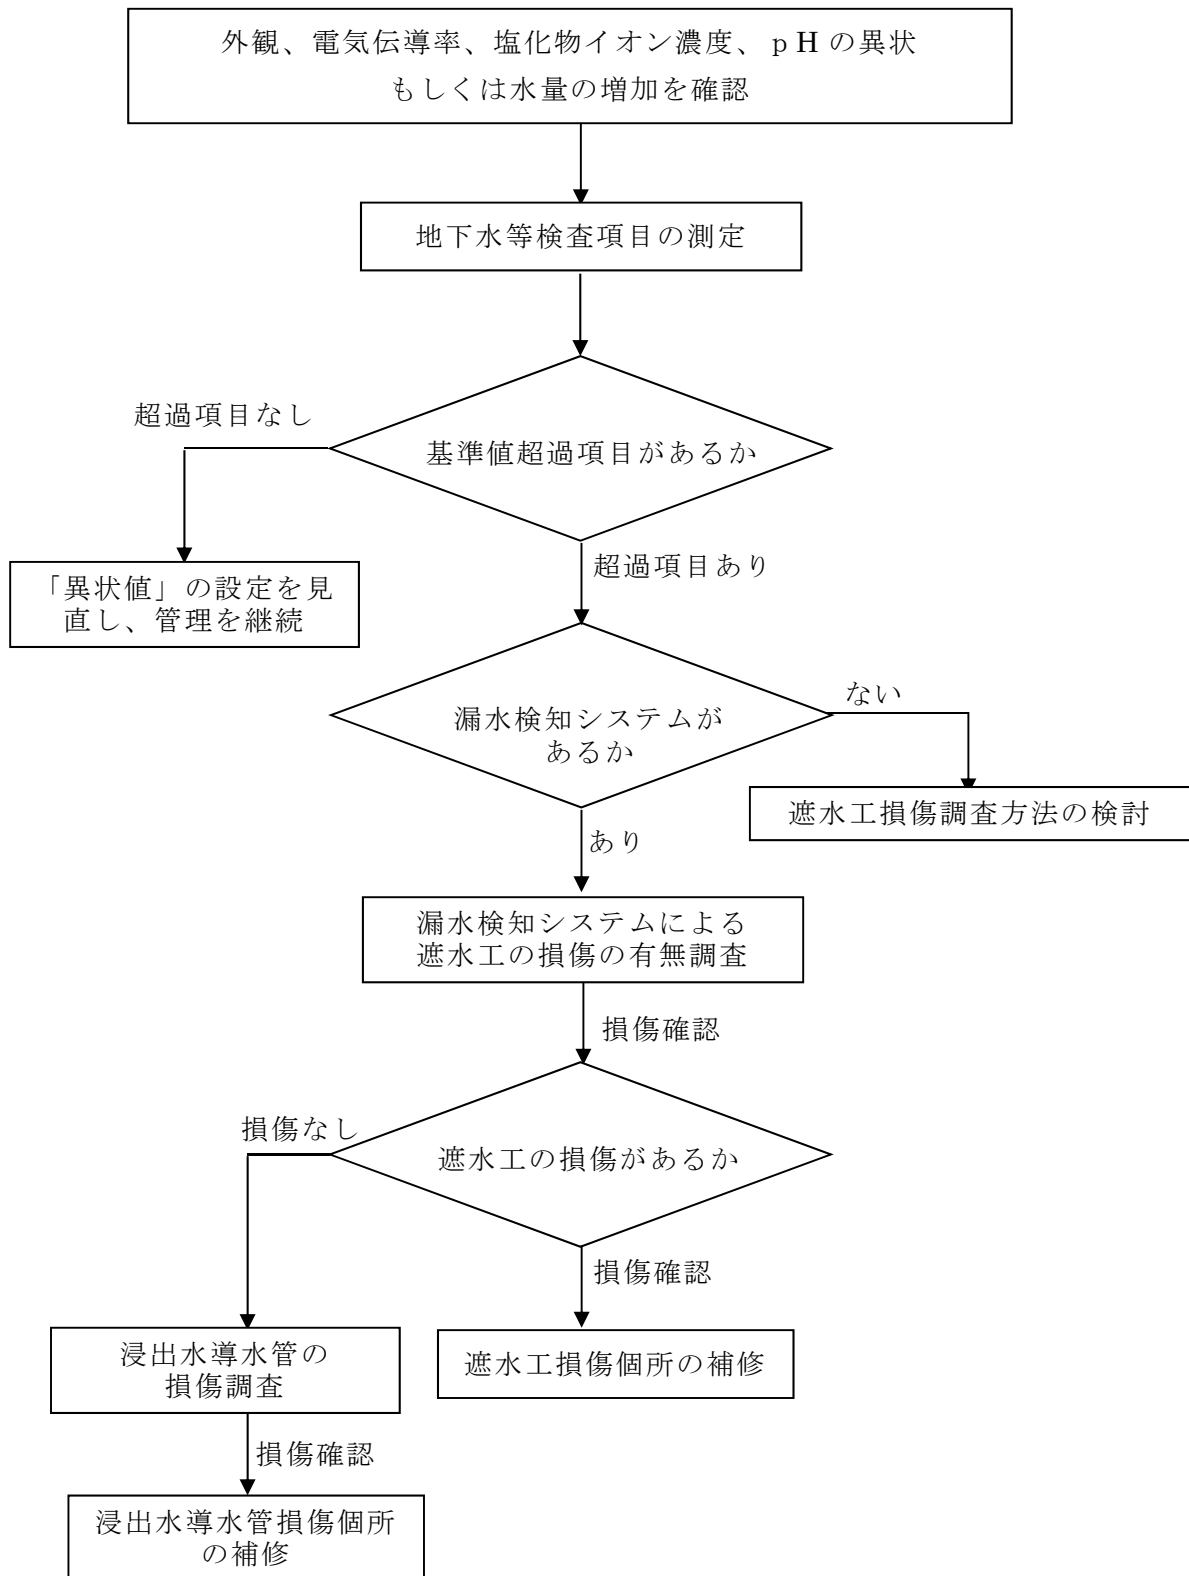 外観、電気伝導率、塩化物イオン濃度、ｐHの異状
もしくは水量の増加を確認
地下水等検査項目の測定
超過項目なし
基準値超過項目があるか
超過項目あり
「異状値」の設定を見
直し、管理を継続
ない
漏水検知システムが
あるか
遮水工損傷調査方法の検討
あり
漏水検知システムによる
遮水工の損傷の有無調査
損傷確認
損傷なし
遮水工の損傷があるか
損傷確認
浸出水導水管の
損傷調査
遮水工損傷個所の補修
損傷確認
浸出水導水管損傷個所
の補修